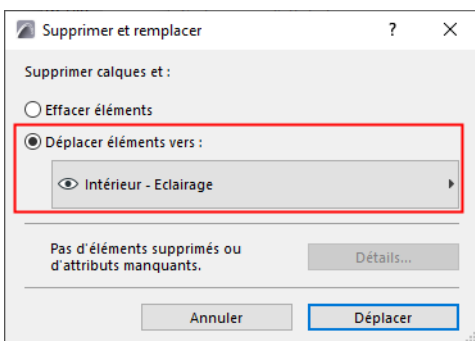 Supprimer et remplacer
?
Supprimer calques et :
Effacer éléments
Déplacer éléments vers :
Intérieur - Eclairage
Pas d'éléments supprimés ou
d'attributs manquants.
Détails...
Annuler
Déplacer